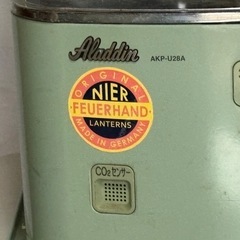 Aladdin
AKP-U28A
ORIGINAL
NIER
FEUERHAND
LANTERNS
MADE IN GERMANY
CO₂センサー